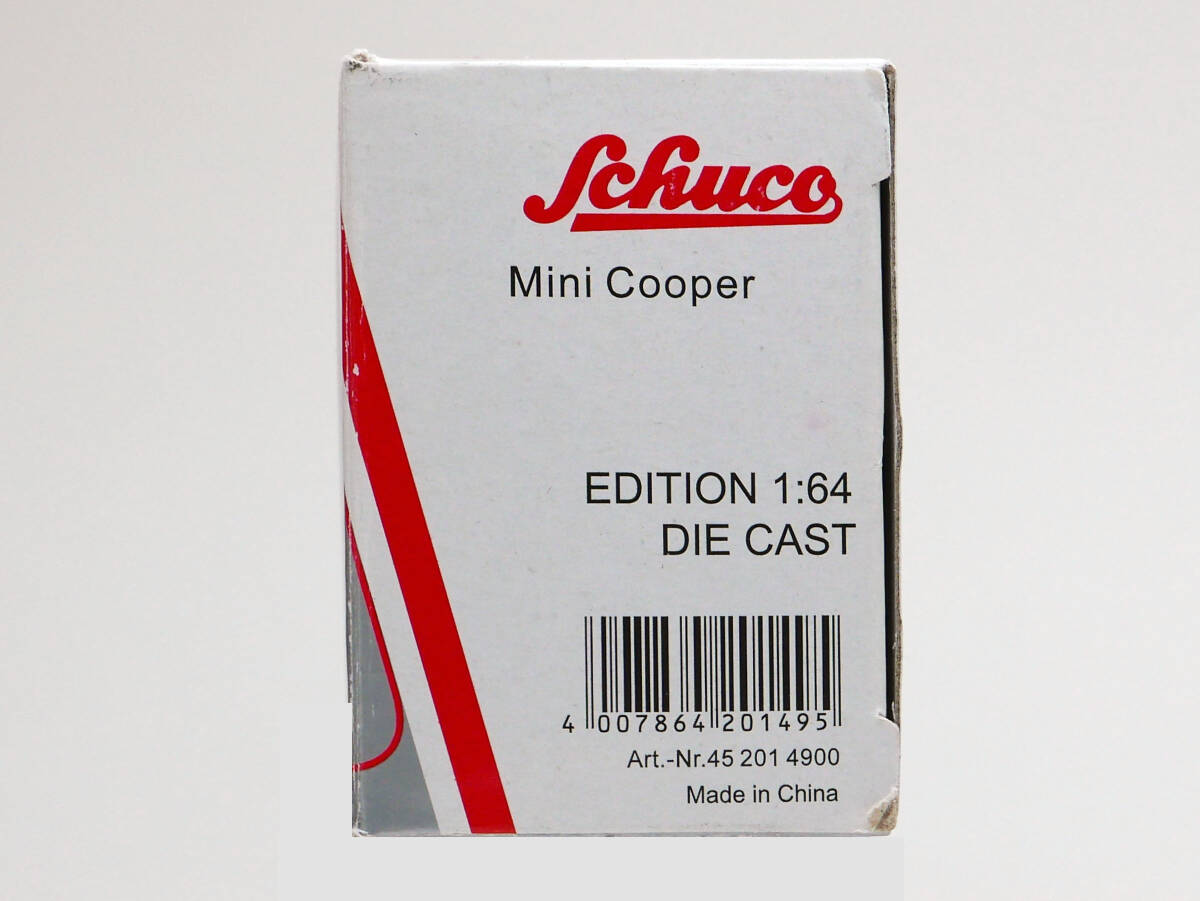 Schuco
Mini Cooper
EDITION 1:64
DIE CAST
4 007864 201495
Art.-Nr.45 201 4900
Made in China